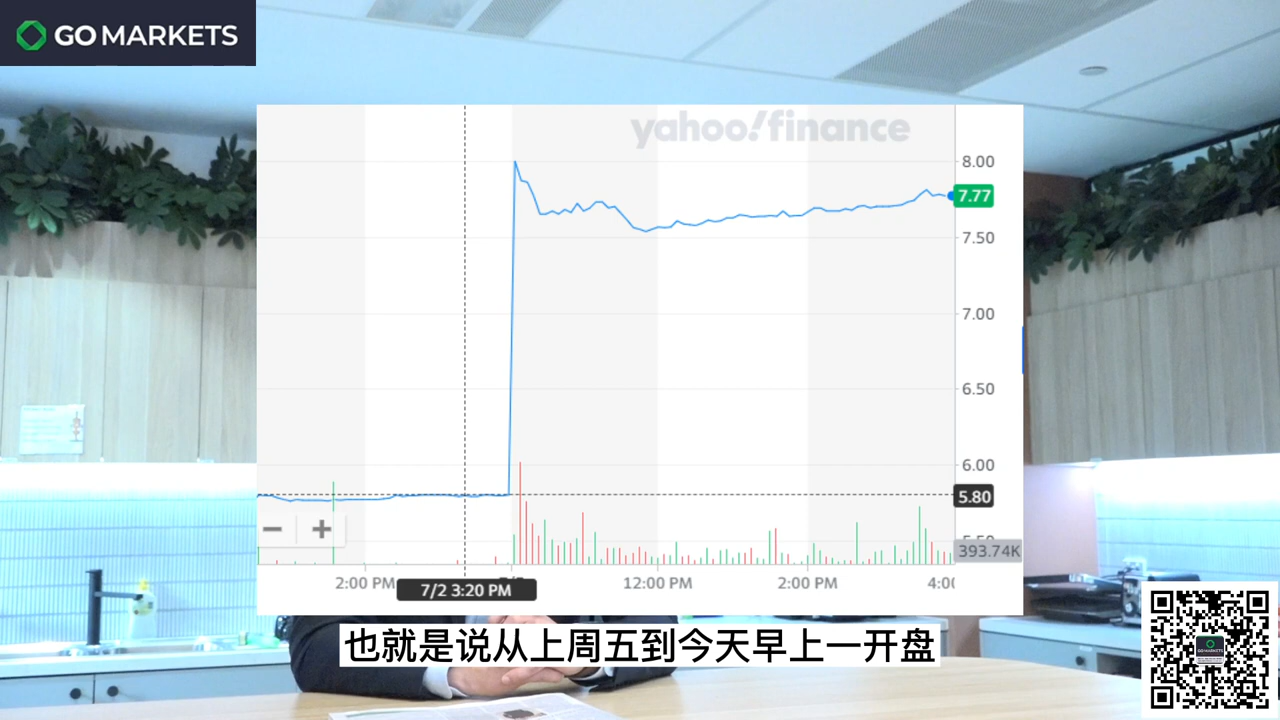 GO MARKETS
yahoo!finance
8.00
7.77
7.50
7.00
6.50
6.00
5.80
393.74K
2:00 PM
7/2 3:20 PM
12:00 PM
2:00 PM
4:00
也就是说从上周五到今天早上一开盘